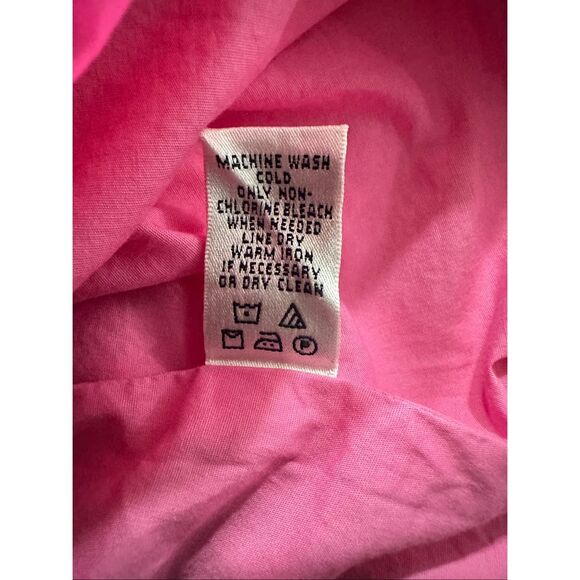 MACHINE WASH
COLD
ONLY NON-
CHLORINE BLEACH
WHEN NEEDED
LINE DRY
WARM IRON
IF NECESSARY
OR DRY CLEAN
P